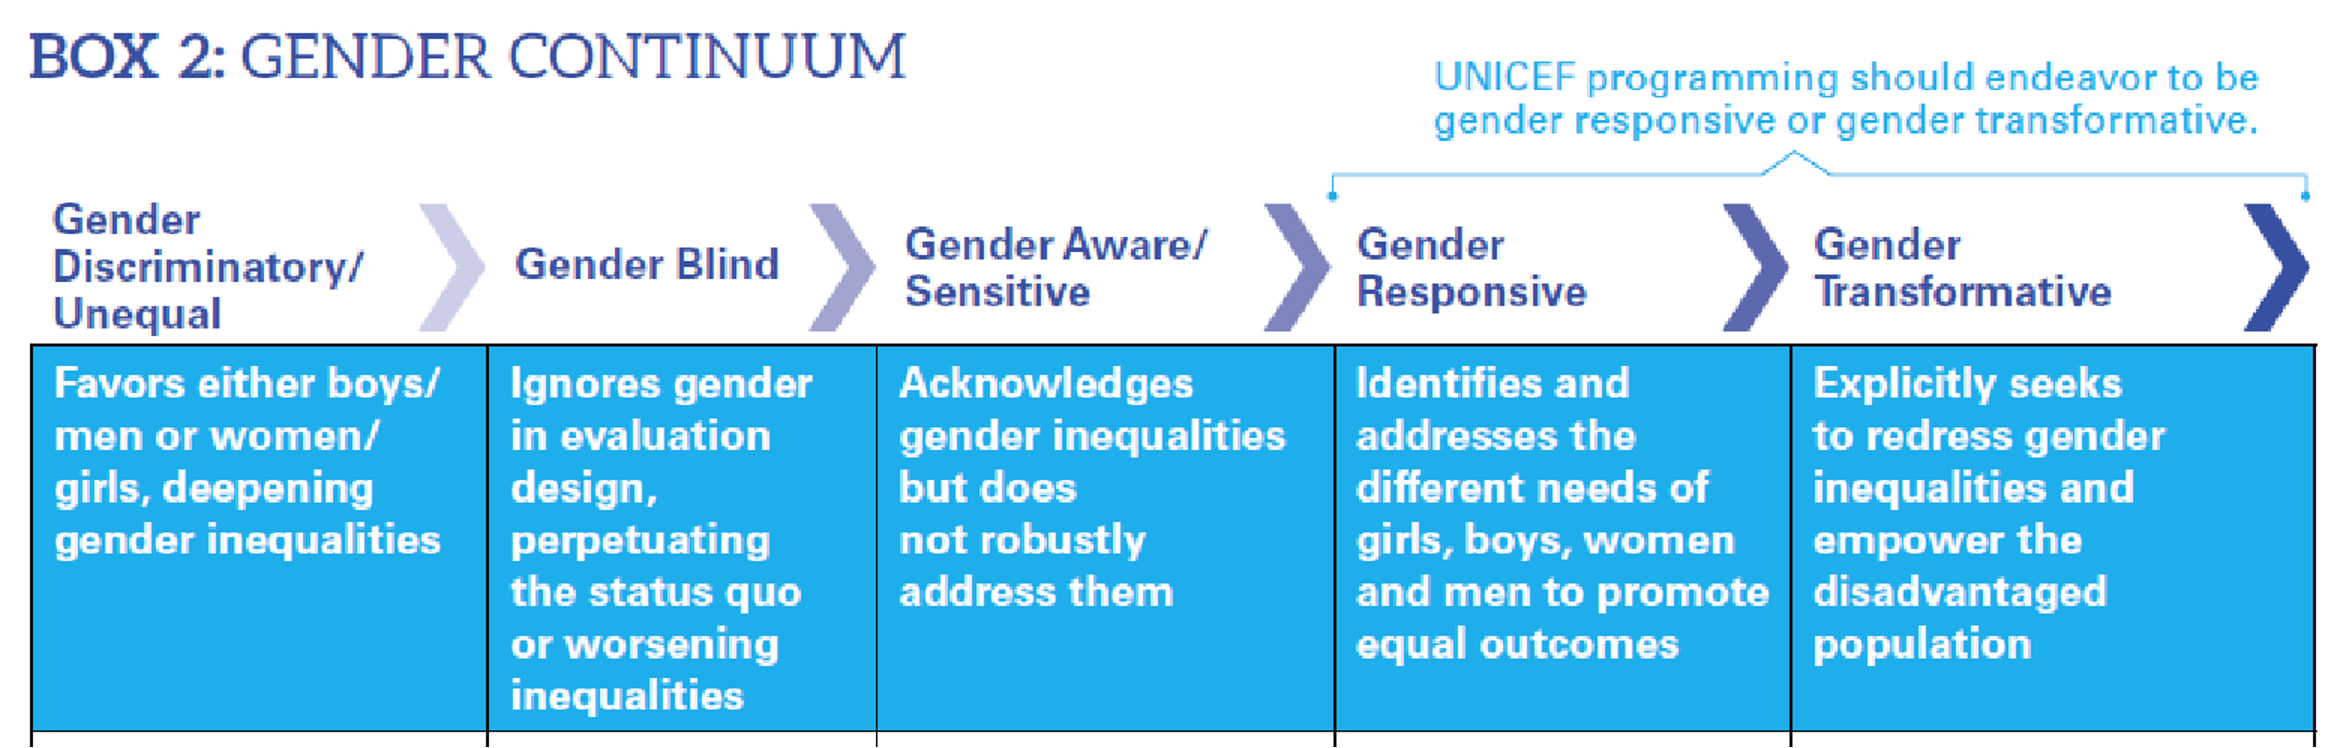 BOX 2: GENDER CONTINUUM
UNICEF programming should endeavor to be
gender responsive or gender transformative.
Gender
Discriminatory/
Unequal
Gender Blind
Gender Aware/
Sensitive
Gender
Responsive
Gender
Transformative
Favors either boys/
men or women/
girls, deepening
gender inequalities
Ignores gender
in evaluation
design,
perpetuating
the status quo
or worsening
inequalities
Acknowledges
gender inequalities
but does
not robustly
address them
Identifies and
addresses the
different needs of
girls, boys, women
and men to promote
equal outcomes
Explicitly seeks
to redress gender
inequalities and
empower the
disadvantaged
population